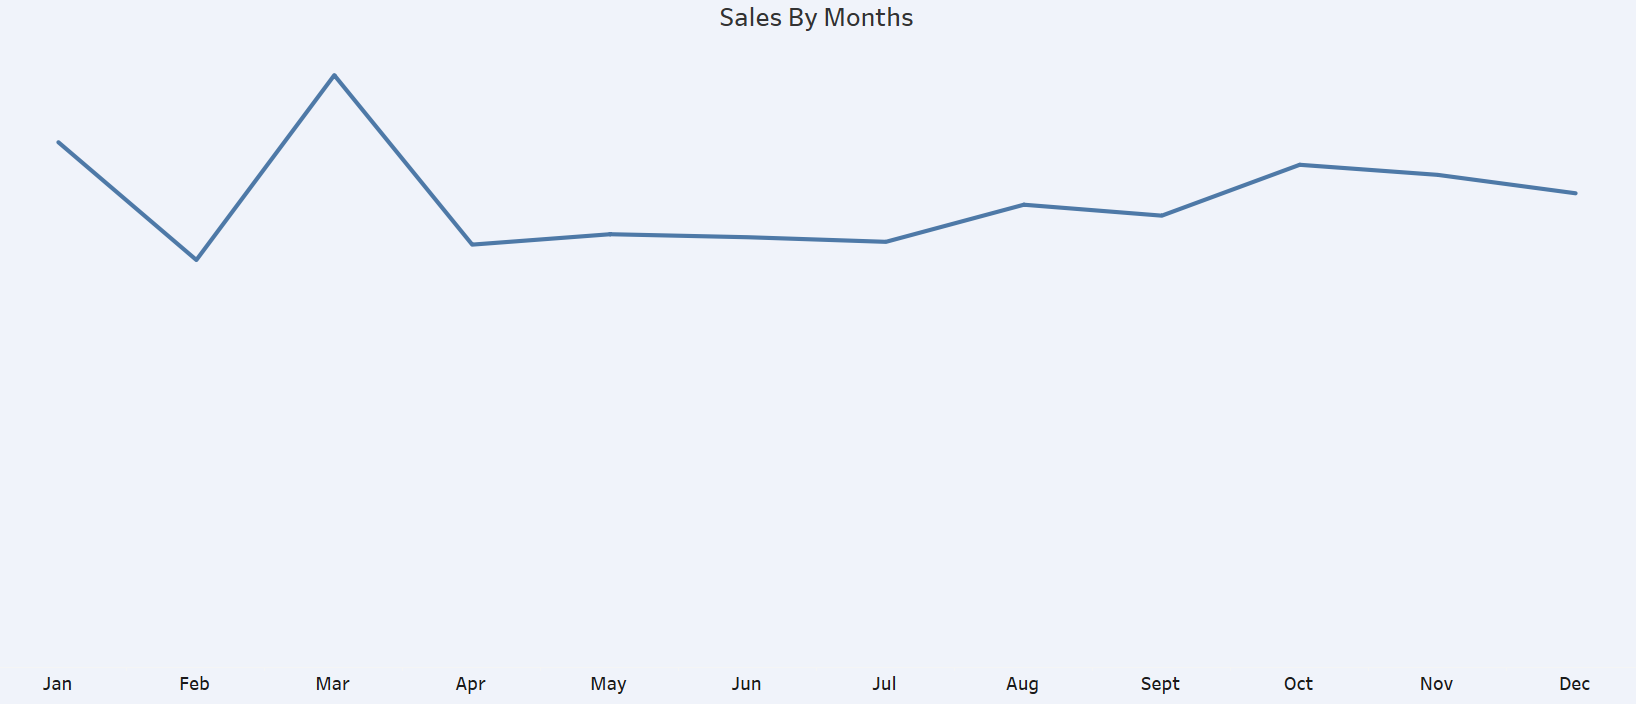 Sales By Months
Jan Feb Mar Apr May Jun Jul Aug Sept Oct Nov Dec